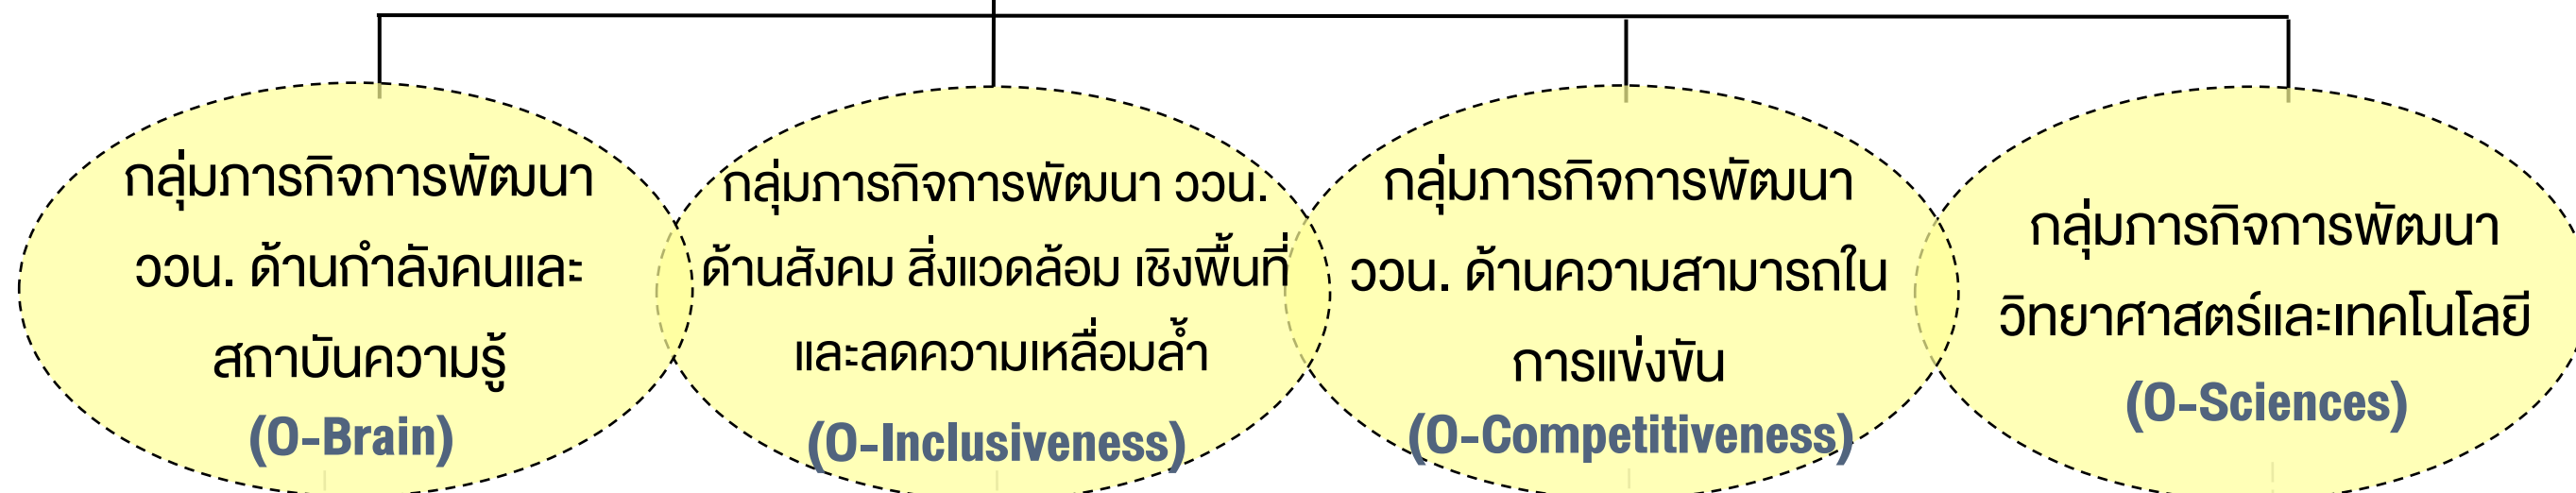 กลุ่มภารกิจการพัฒนา
ววน. ด้านกำลังคนและ
สถาบันความรู้
(O-Brain)
กลุ่มภารกิจการพัฒนา ววน.
ด้านสังคม สิ่งแวดล้อม เชิงพื้นที่
และลดความเหลื่อมล้ำ
(O-Inclusiveness)
กลุ่มภารกิจการพัฒนา
ววน. ด้านความสามารถใน
การแข่งขัน
(O-Competitiveness)
กลุ่มภารกิจการพัฒนา
วิทยาศาสตร์และเทคโนโลยี
(O-Sciences)